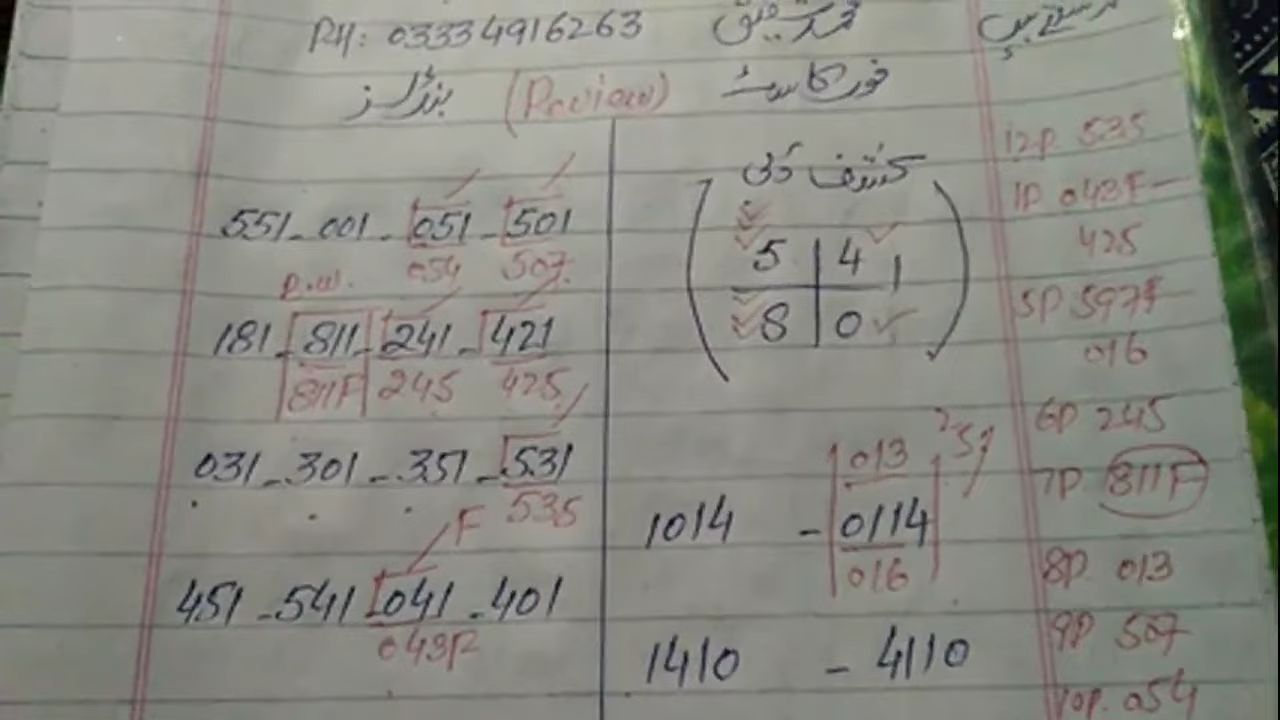 PH: 03334916263
فورکاسٹ (Review) بنڈلز
551 - 001 - 051 - 501
054 507
P.W.
181 - 811 - 241 - 421
811F 245 425
031 - 301 - 351 - 531
535
F
451 - 541 - 041 - 401
043F
5 4
1
8 0
013
1014 - 0114
016
1410 - 4110
12P 535
1P 043F
425
5P 597F
016
6P 245
7P 811F
8P 013
9P 507
10P. 054